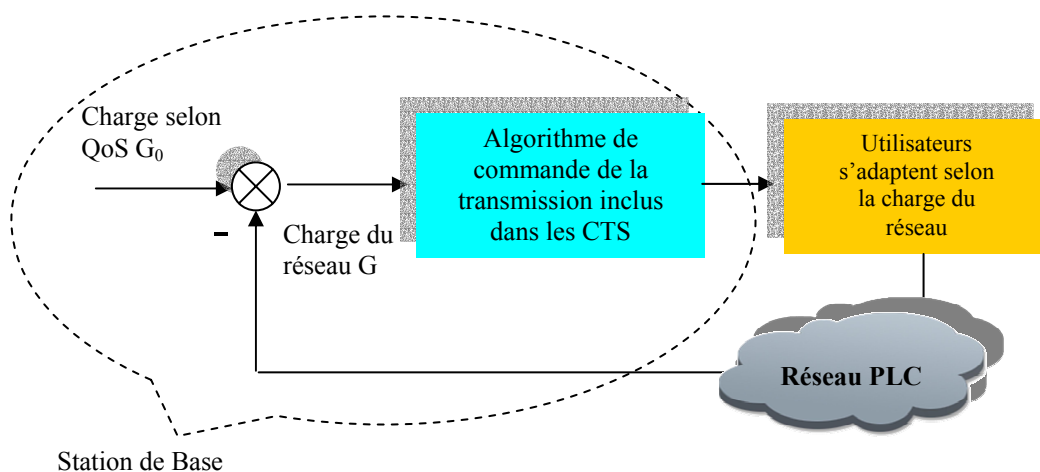 Charge selon
QoS G₀
-
Charge du
réseau G
Algorithme de
commande de la
transmission inclus
dans les CTS
Utilisateurs
s’adaptent selon
la charge du
réseau
Réseau PLC
Station de Base